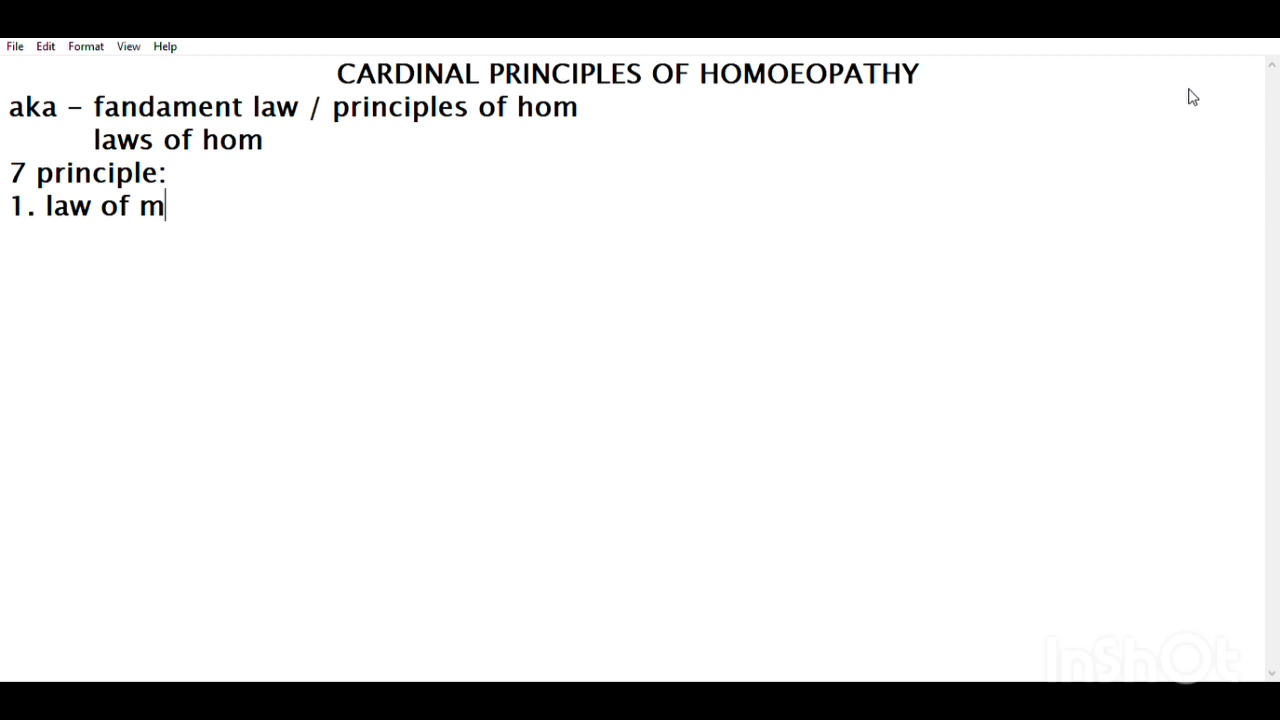 File Edit Format View Help
CARDINAL PRINCIPLES OF HOMOEOPATHY
aka - fandament law / principles of hom
laws of hom
7 principle:
1. law of m
InShOt